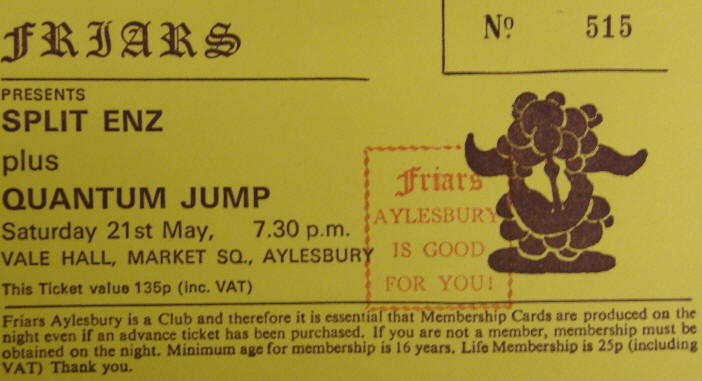 FRIARS
Nº 515
PRESENTS
SPLIT ENZ
plus
QUANTUM JUMP
Saturday 21st May, 7.30 p.m.
VALE HALL, MARKET SQ., AYLESBURY
This Ticket value 135p (inc. VAT)
Friars
AYLESBURY
IS GOOD
FOR YOU!
Friars Aylesbury is a Club and therefore it is essential that Membership Cards are produced on the
night even if an advance ticket has been purchased. If you are not a member, membership must be
obtained on the night. Minimum age for membership is 16 years. Life Membership is 25p (including
VAT) Thank you.